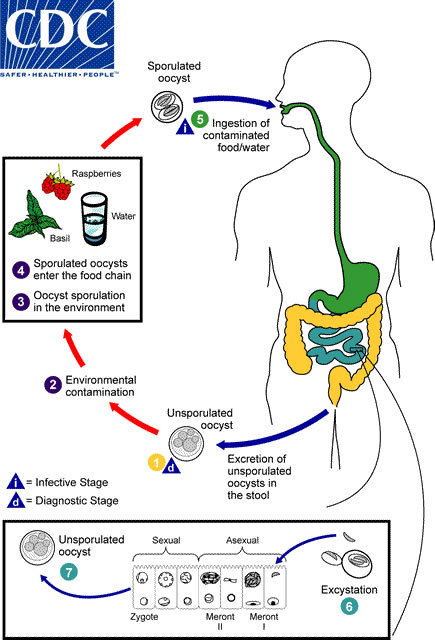 CDC
SAFER • HEALTHIER • PEOPLE™
Sporulated
oocyst
i
5
Ingestion of
contaminated
food/water
Raspberries
Water
Basil
4 Sporulated oocysts
enter the food chain
3 Oocyst sporulation
in the environment
2 Environmental
contamination
Unsporulated
oocyst
1
d
Excretion of
unsporulated
oocysts in
the stool
i = Infective Stage
d = Diagnostic Stage
Unsporulated
oocyst
7
Sexual
Asexual
Zygote
Meront
II
Meront
I
Excystation
6